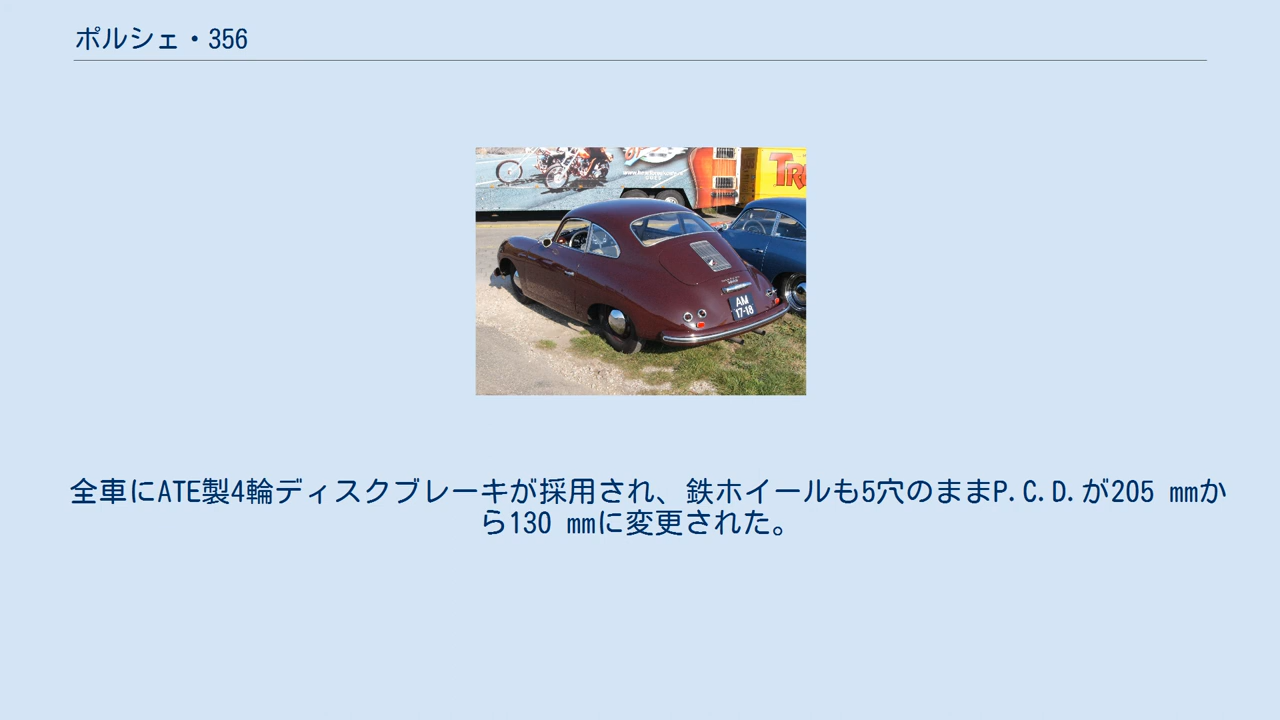 ポルシェ・356
AM
17-18
全車にATE製4輪ディスクブレーキが採用され、鉄ホイールも5穴のままP.C.D.が205 mmか
ら130 mmに変更された。